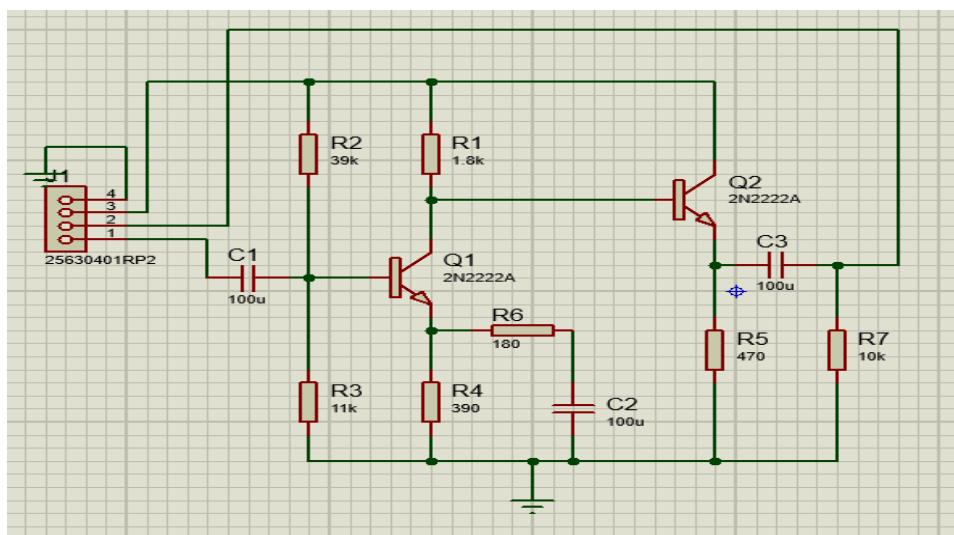 J1
4
3
2
1
25630401RP2
C1
100u
R2
39k
R1
1.8k
Q1
2N2222A
Q2
2N2222A
C3
100u
R6
180
R3
11k
R4
390
C2
100u
R5
470
R7
10k